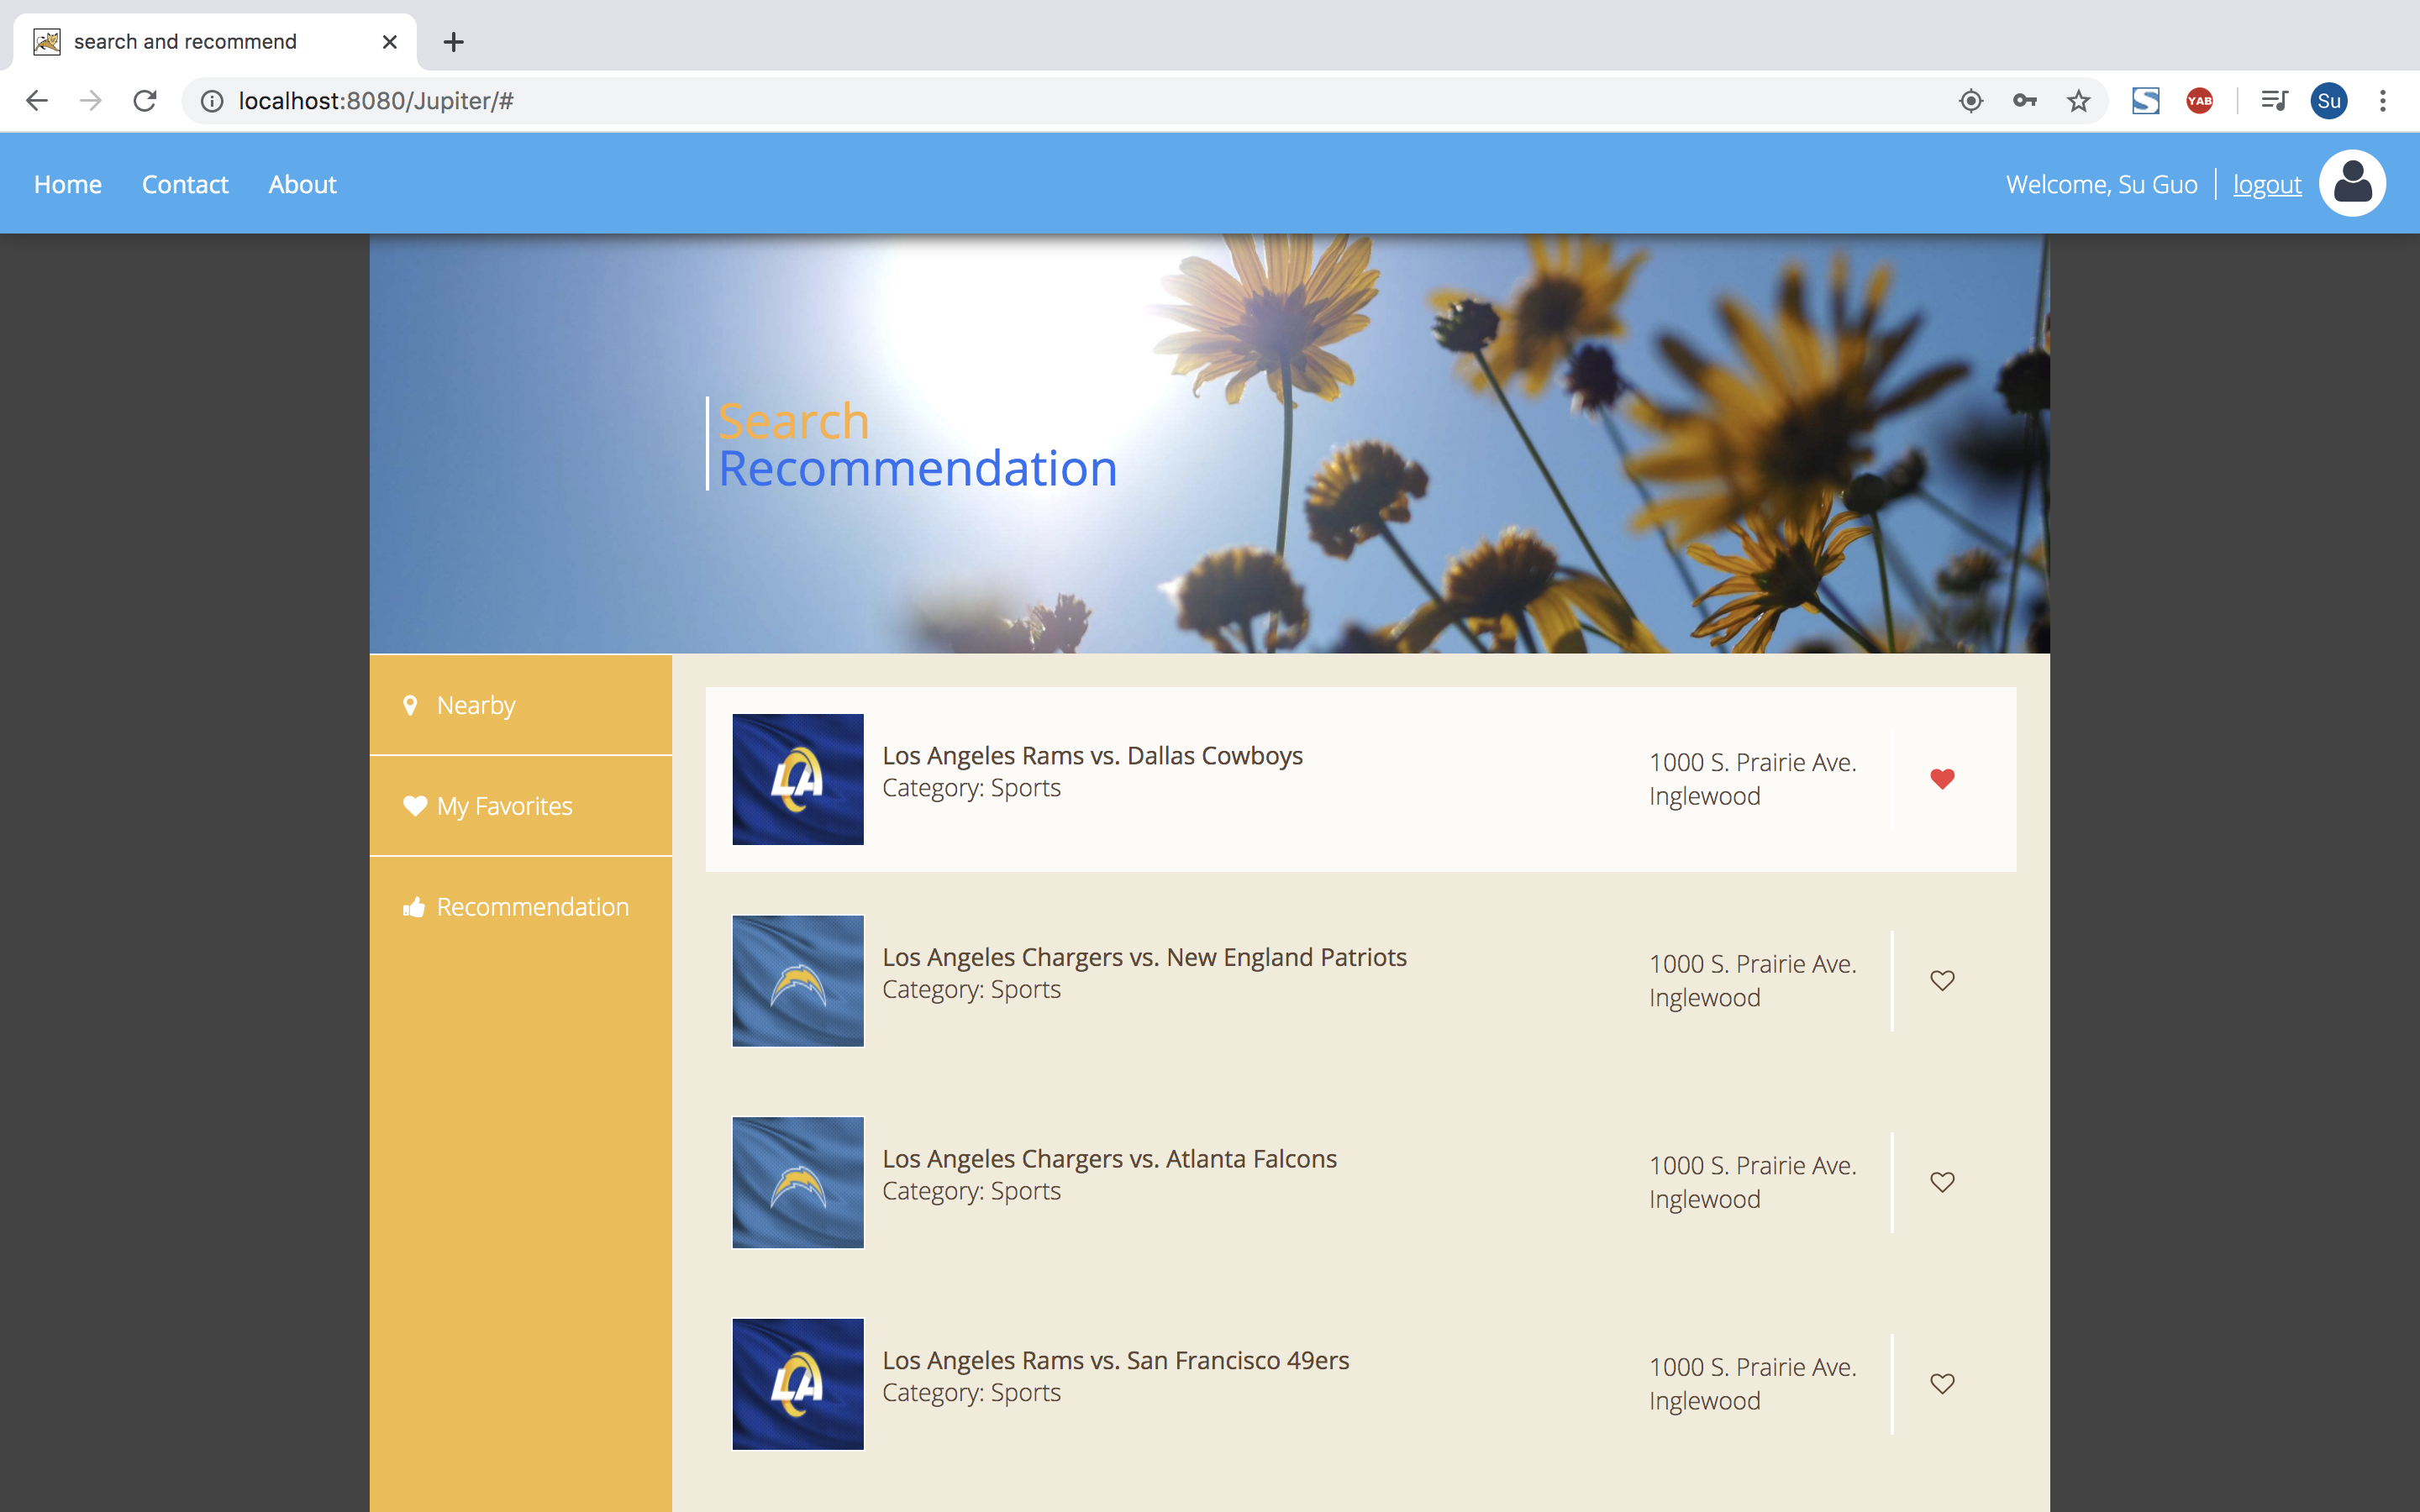 search and recommend
localhost:8080/Jupiter/#
YAB
Su
Home Contact About
Welcome, Su Guo logout
Search
Recommendation
Nearby
My Favorites
Recommendation
LA
Los Angeles Rams vs. Dallas Cowboys
Category: Sports
1000 S. Prairie Ave.
Inglewood
Los Angeles Chargers vs. New England Patriots
Category: Sports
1000 S. Prairie Ave.
Inglewood
Los Angeles Chargers vs. Atlanta Falcons
Category: Sports
1000 S. Prairie Ave.
Inglewood
LA
Los Angeles Rams vs. San Francisco 49ers
Category: Sports
1000 S. Prairie Ave.
Inglewood